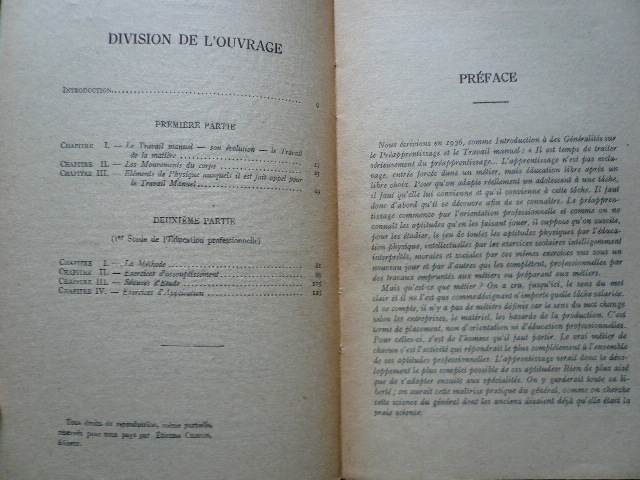 DIVISION DE L'OUVRAGE
INTRODUCTION
9
PREMIÈRE PARTIE
CHAPITRE I. — Le Travail manuel — son évolution — le Travail
de la matière
CHAPITRE II. — Les Mouvements du corps 15
CHAPITRE III. — Eléments de Physique auxquels il est fait appel pour 25
le Travail Manuel
44
DEUXIÈME PARTIE
(1er Stade de l'Éducation professionnelle)
CHAPITRE I. — La Méthode
CHAPITRE II. — Exercices d'assouplissement
CHAPITRE III. — Séances d'Etude 105
CHAPITRE IV. — Exercices d'Application 125
Tous droits de reproduction, même partielle,
réservés pour tous pays par Étienne
éditeur.
PRÉFACE
Nous écrivions en 1936, comme Introduction à des Généralités sur
le Préapprentissage et le Travail manuel : « Il est temps de traiter
sérieusement du préapprentissage... L'apprentissage n'est pas escla-
vage, entrée forcée dans un métier, mais éducation libre après un
libre choix. Pour qu'on adapte réellement un adolescent à une tâche,
il faut qu'elle lui convienne et qu'il convienne à cette tâche. Il faut
donc d'abord qu'il se découvre afin de se connaître. Le préappren-
tissage commence par l'orientation professionnelle et comme on ne
connaît les aptitudes qu'en les faisant jouer, il suppose qu'on suscite,
pour les étudier, le jeu de toutes les aptitudes physiques par l'éduca-
tion physique, intellectuelles par les exercices scolaires intelligemment
interprétés, morales et sociales par ces mêmes exercices vus sous un
nouveau jour et par d'autres qui les complètent, professionnelles par
des travaux empruntés aux métiers ou préparant aux métiers.
Mais qu'est-ce que métier ? On a cru, jusqu'ici, le sens du mot
clair et il ne l'est que comme désignant n'importe quelle tâche salariée.
A ce compte, il n'y a pas de métiers définis par le sens du mot change
selon les entreprises, le matériel, les hasards de la production. C'est
terme de placement, non d'orientation ni d'éducation professionnelles.
Pour celles-ci, c'est de l'homme qu'il faut partir. Le vrai métier de
chacun c'est l'activité qui répondrait le plus complètement à l'ensemble
de ses aptitudes professionnelles. L'apprentissage serait donc le déve-
loppement le plus complet possible de ces aptitudes. Rien de plus aisé
que de s'adapter ensuite aux spécialités. On y garderait toute sa li-
berté ; on aurait cette maîtrise pratique du général, comme on cherche
cette science du général dont les anciens disaient déjà qu'elle était la
vraie science.